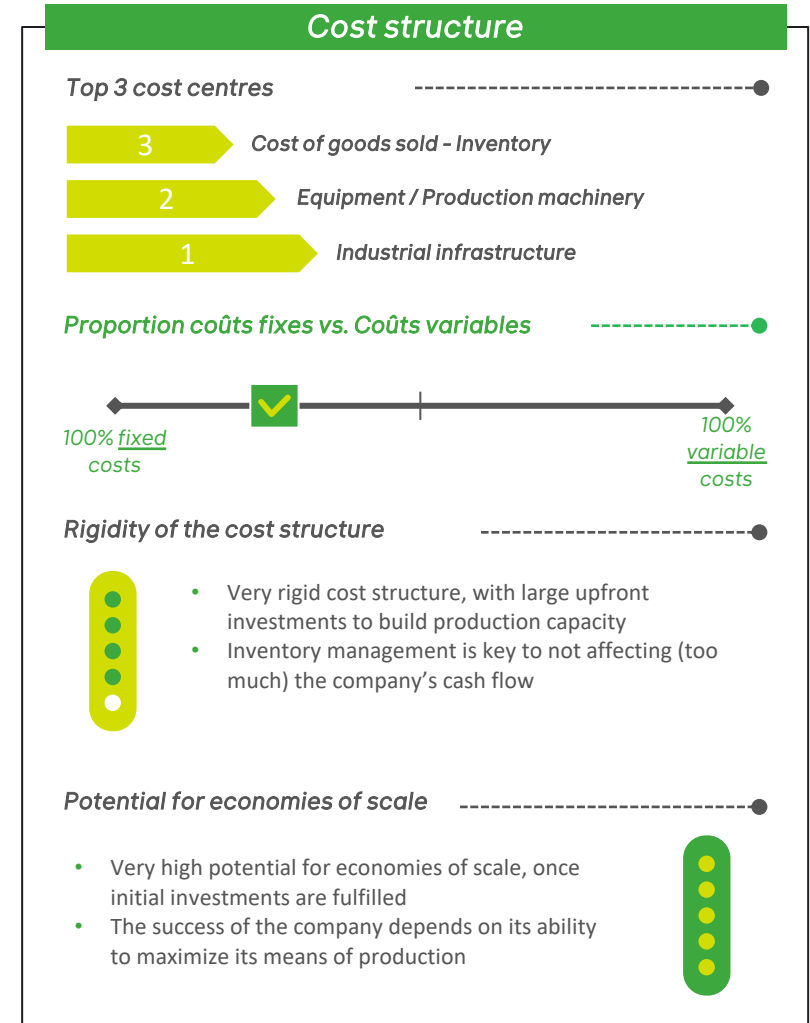 Cost structure
Top 3 cost centres
3
Cost of goods sold - Inventory
2
Equipment / Production machinery
1
Industrial infrastructure
Proportion coûts fixes vs. Coûts variables
100% fixed
costs
100%
variable
costs
Rigidity of the cost structure
• Very rigid cost structure, with large upfront
investments to build production capacity
• Inventory management is key to not affecting (too
much) the company’s cash flow
Potential for economies of scale
• Very high potential for economies of scale, once
initial investments are fulfilled
• The success of the company depends on its ability
to maximize its means of production